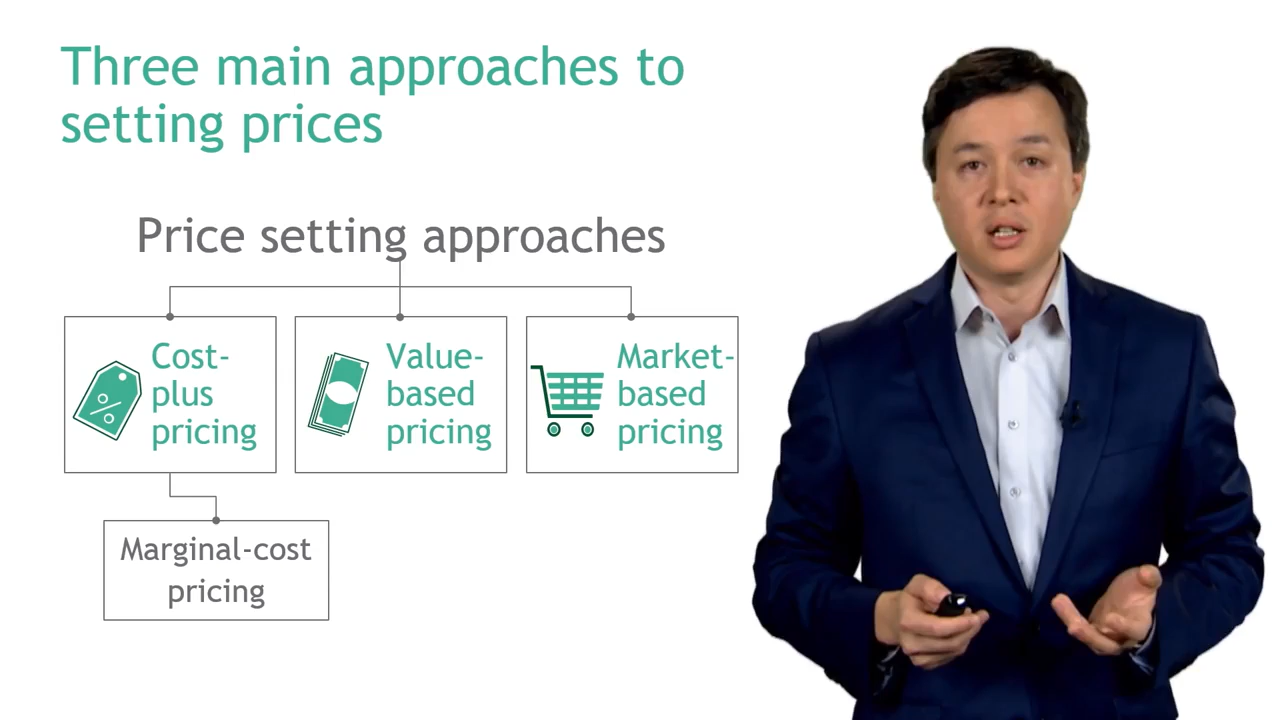 Three main approaches to
setting prices
Price setting approaches
Cost-
plus
pricing
Value-
based
pricing
Market-
based
pricing
Marginal-cost
pricing